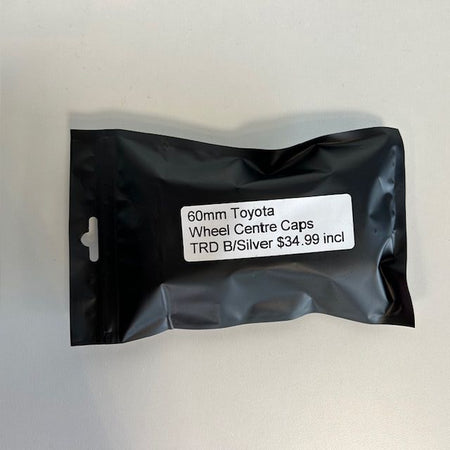 60mm Toyota
Wheel Centre Caps
TRD B/Silver $34.99 incl